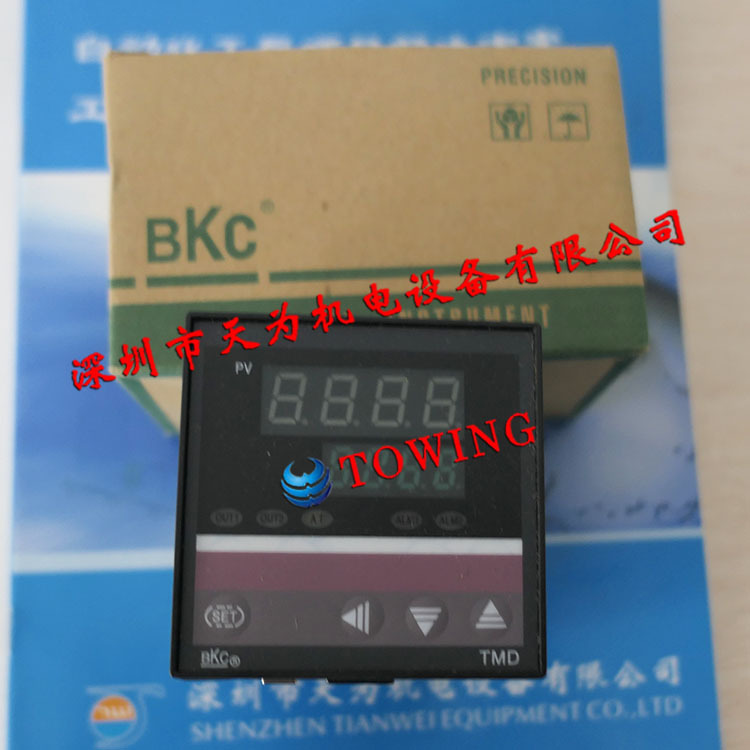 PRECISION
BKC®
INSTRUMENT
深圳市天为机电设备有限公司
PV
TOWING
OUT1 OUT2 AT ALM2
SET
BKC® TMD
深圳市天为机电设备有限公司
SHENZHEN TIANWEI EQUIPMENT CO.,LTD